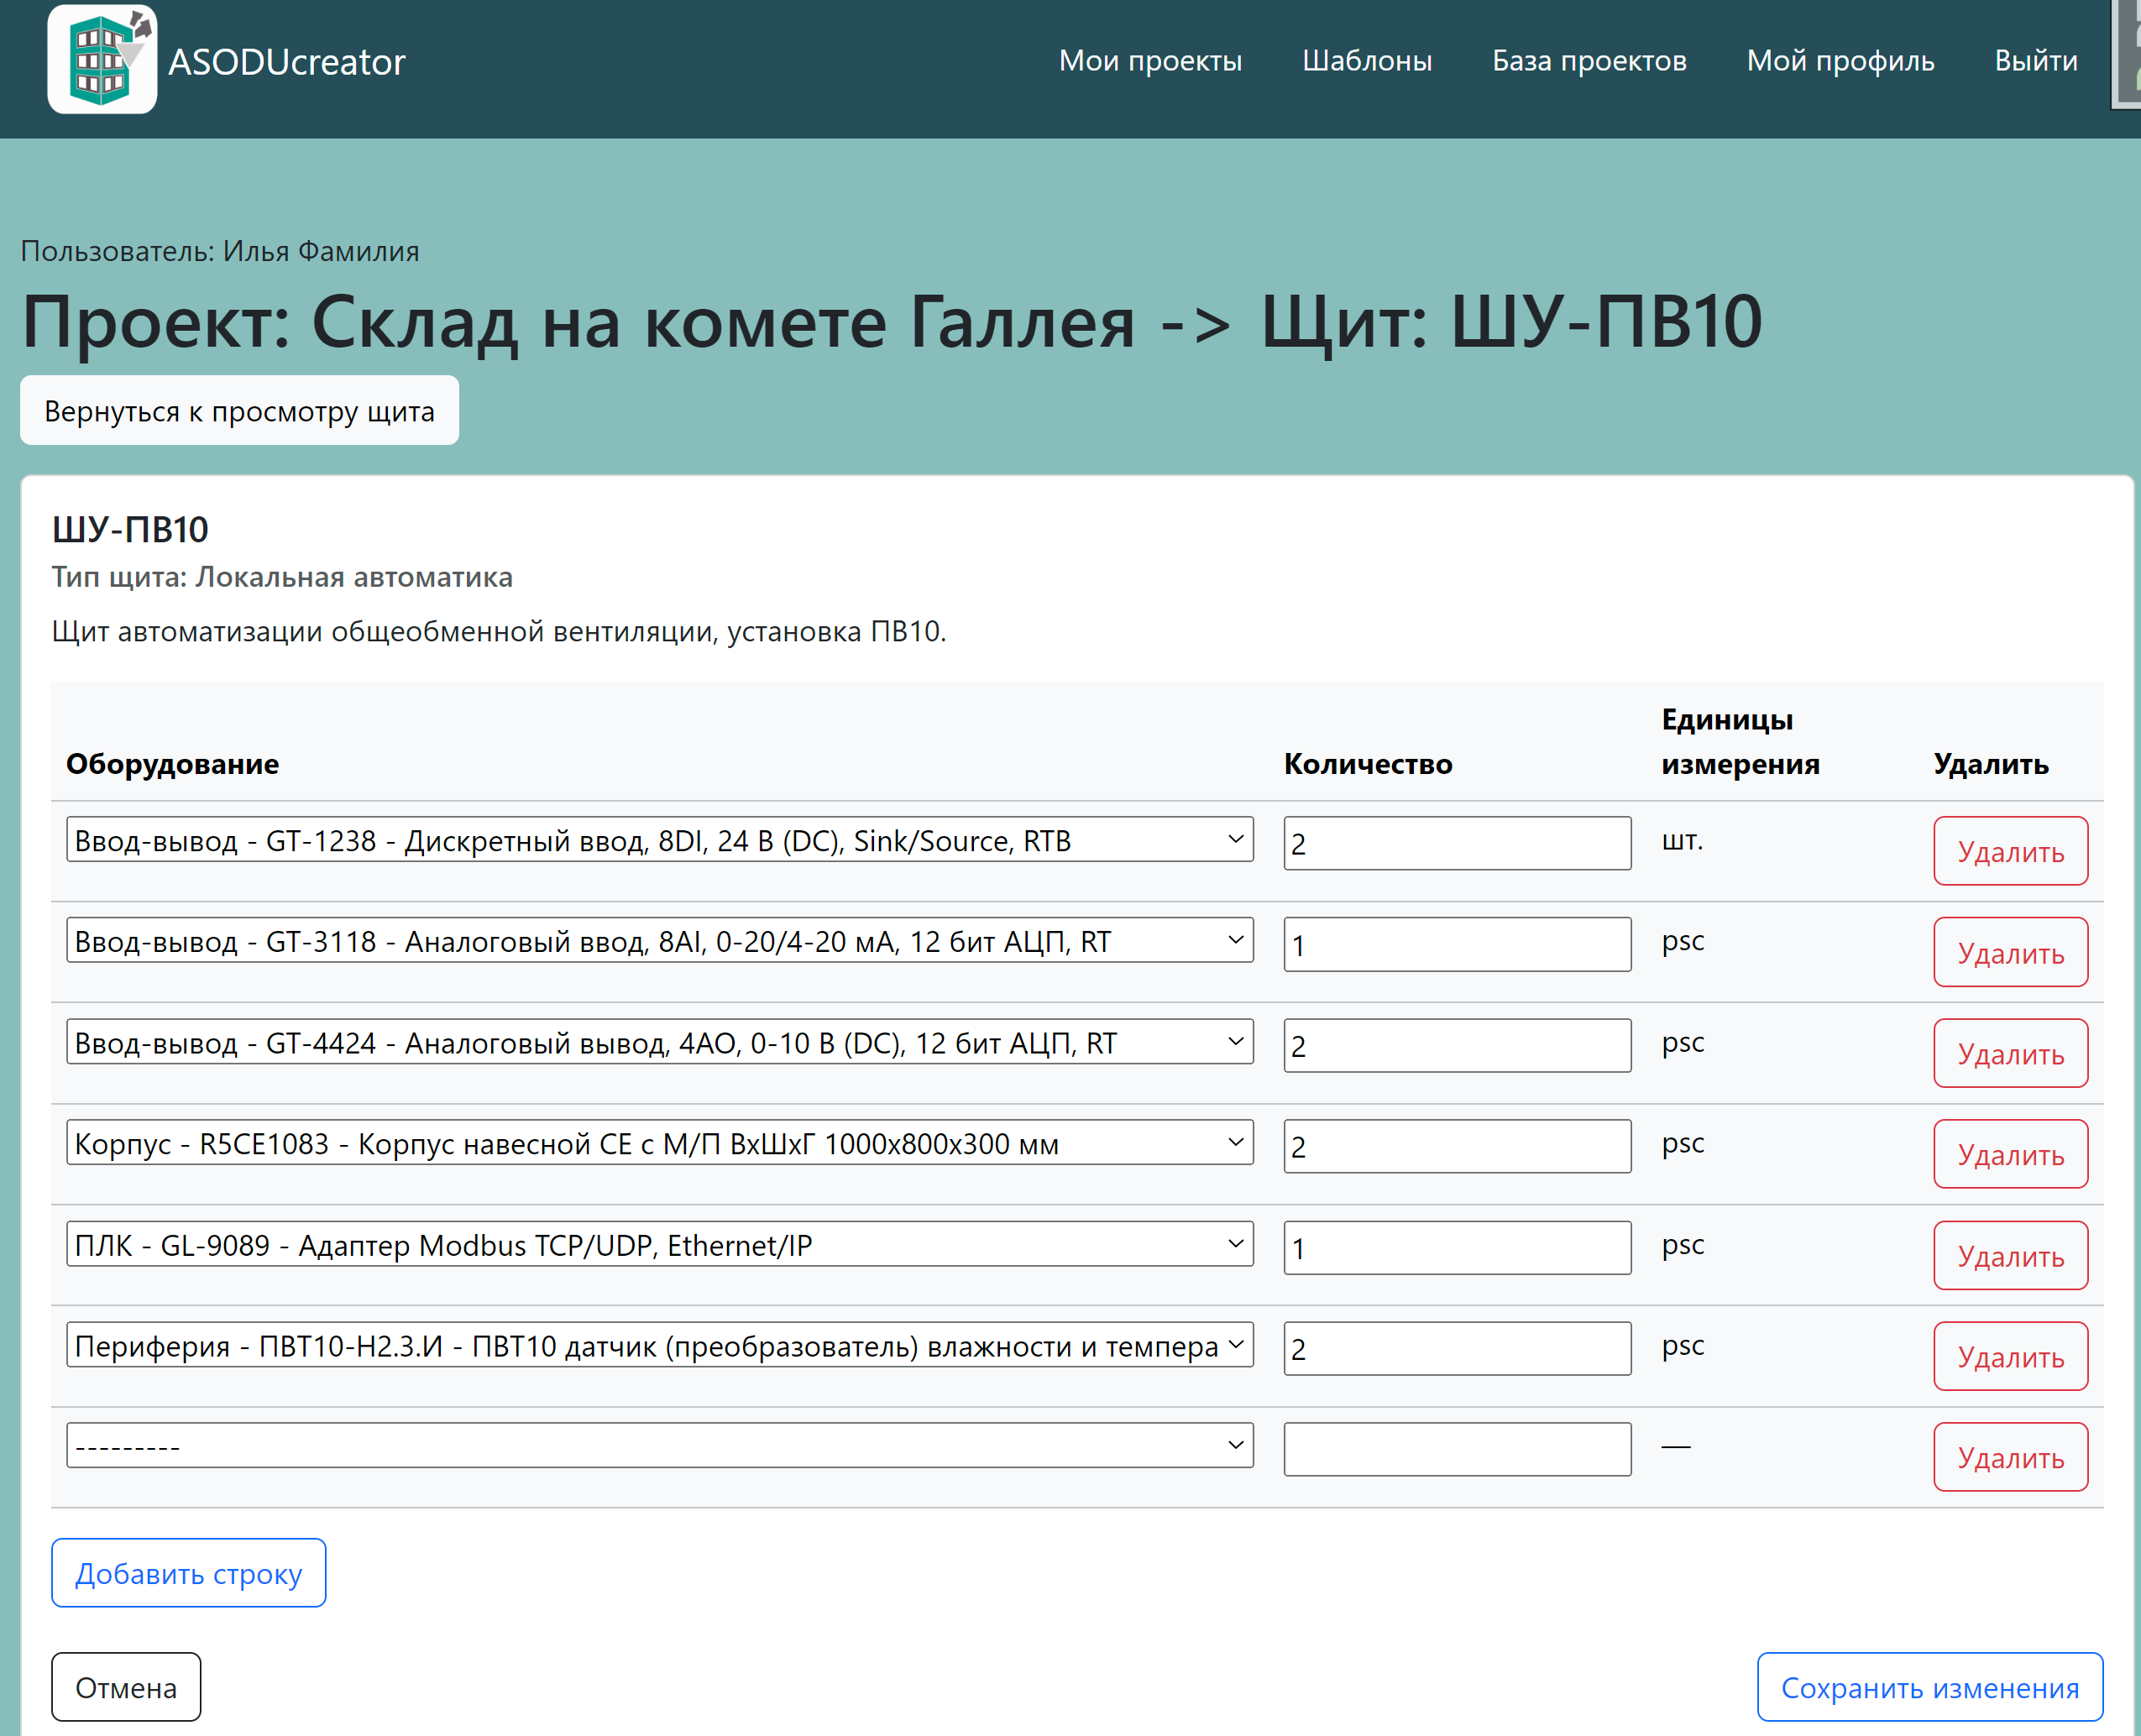 ASODUcreator
Мои проекты Шаблоны База проектов Мой профиль Выйти
Пользователь: Илья Фамилия
Проект: Склад на комете Галлея -> Щит: ШУ-ПВ10
Вернуться к просмотру щита
ШУ-ПВ10
Тип щита: Локальная автоматика
Щит автоматизации общеобменной вентиляции, установка ПВ10.
Оборудование Количество Единицы измерения Удалить
Ввод-вывод - GT-1238 - Дискретный ввод, 8DI, 24 В (DC), Sink/Source, RTB 2 шт. Удалить
Ввод-вывод - GT-3118 - Аналоговый ввод, 8AI, 0-20/4-20 мА, 12 бит АЦП, RT 1 psc Удалить
Ввод-вывод - GT-4424 - Аналоговый вывод, 4AO, 0-10 В (DC), 12 бит АЦП, RT 2 psc Удалить
Корпус - R5CE1083 - Корпус навесной CE с М/П ВхШхГ 1000х800х300 мм 2 psc Удалить
ПЛК - GL-9089 - Адаптер Modbus TCP/UDP, Ethernet/IP 1 psc Удалить
Периферия - ПВТ10-Н2.3.И - ПВТ10 датчик (преобразователь) влажности и темпера 2 psc Удалить
--------- — Удалить
Добавить строку
Отмена Сохранить изменения